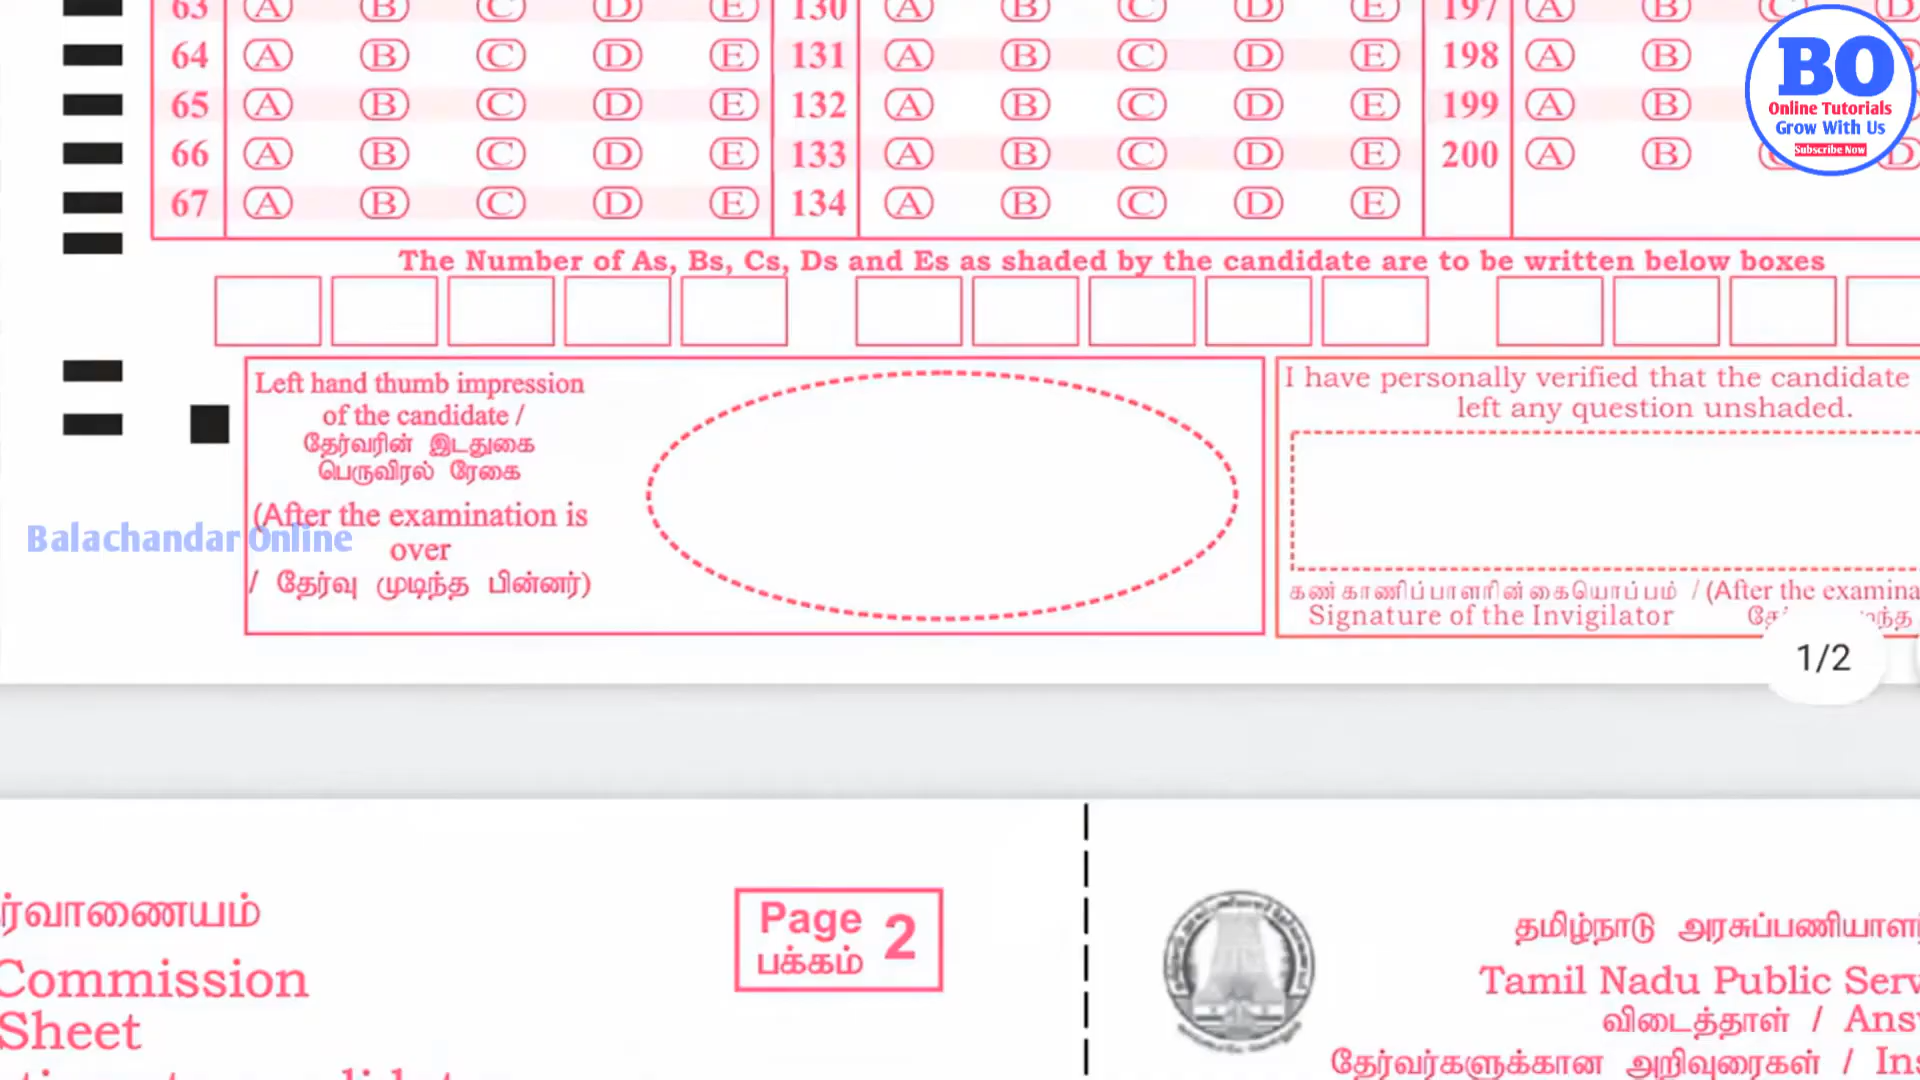 63 A B C D E 130 A B C D E 197 A B C D
64 A B C D E 131 A B C D E 198 A B
65 A B C D E 132 A B C D E 199 A B
66 A B C D E 133 A B C D E 200 A B C D
67 A B C D E 134 A B C D E
BO
Online Tutorials
Grow With Us
Subscribe Now
The Number of As, Bs, Cs, Ds and Es as shaded by the candidate are to be written below boxes
Left hand thumb impression
of the candidate /
தேர்வரின் இடதுகை
பெருவிரல் ரேகை
(After the examination is
over
/ தேர்வு முடிந்த பின்னர்)
Balachandar Online
I have personally verified that the candidate
left any question unshaded.
கண்காணிப்பாளரின் கையொப்பம் / (After the examina
Signature of the Invigilator
1/2
ர்வாணையம்
Commission
Sheet
Page 2
பக்கம்
தமிழ்நாடு அரசுப்பணியாளர்
Tamil Nadu Public Serv
விடைத்தாள் / Ans
தேர்வர்களுக்கான அறிவுரைகள் / Ins